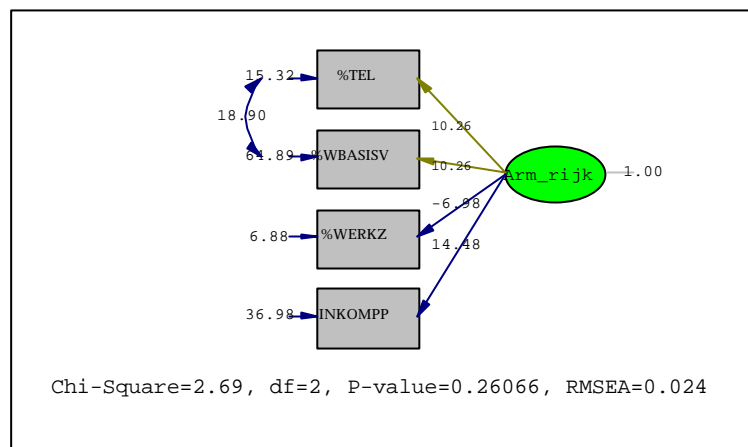 15.32
%TEL
18.90
10.26
64.89
%WBASISV
10.26
Arm_rijk
1.00
-6.98
6.88
%WERKZ
14.48
36.98
INKOMPP
Chi-Square=2.69, df=2, P-value=0.26066, RMSEA=0.024